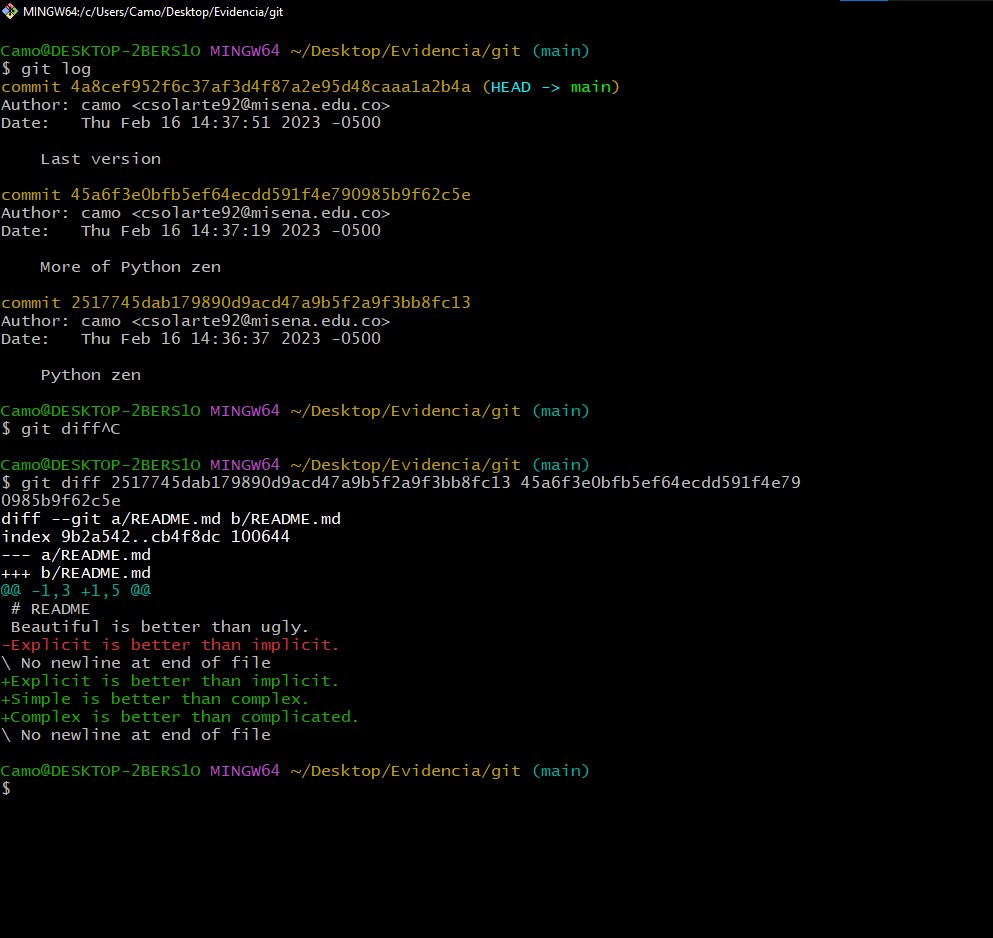 MINGW64:/c/Users/Camo/Desktop/Evidencia/git
Camo@DESKTOP-2BERS1O MINGW64 ~/Desktop/Evidencia/git (main)
$ git log
commit 4a8cef952f6c37af3d4f87a2e95d48caaa1a2b4a (HEAD -> main)
Author: camo <csolarte92@misena.edu.co>
Date:   Thu Feb 16 14:37:51 2023 -0500
    Last version
commit 45a6f3e0bfb5ef64ecdd591f4e790985b9f62c5e
Author: camo <csolarte92@misena.edu.co>
Date:   Thu Feb 16 14:37:19 2023 -0500
    More of Python zen
commit 2517745dab179890d9acd47a9b5f2a9f3bb8fc13
Author: camo <csolarte92@misena.edu.co>
Date:   Thu Feb 16 14:36:37 2023 -0500
    Python zen
Camo@DESKTOP-2BERS1O MINGW64 ~/Desktop/Evidencia/git (main)
$ git diff^C
Camo@DESKTOP-2BERS1O MINGW64 ~/Desktop/Evidencia/git (main)
$ git diff 2517745dab179890d9acd47a9b5f2a9f3bb8fc13 45a6f3e0bfb5ef64ecdd591f4e79
0985b9f62c5e
diff --git a/README.md b/README.md
index 9b2a542..cb4f8dc 100644
--- a/README.md
+++ b/README.md
@@ -1,3 +1,5 @@
 # README
 Beautiful is better than ugly.
-Explicit is better than implicit.
\ No newline at end of file
+Explicit is better than implicit.
+Simple is better than complex.
+Complex is better than complicated.
\ No newline at end of file
Camo@DESKTOP-2BERS1O MINGW64 ~/Desktop/Evidencia/git (main)
$